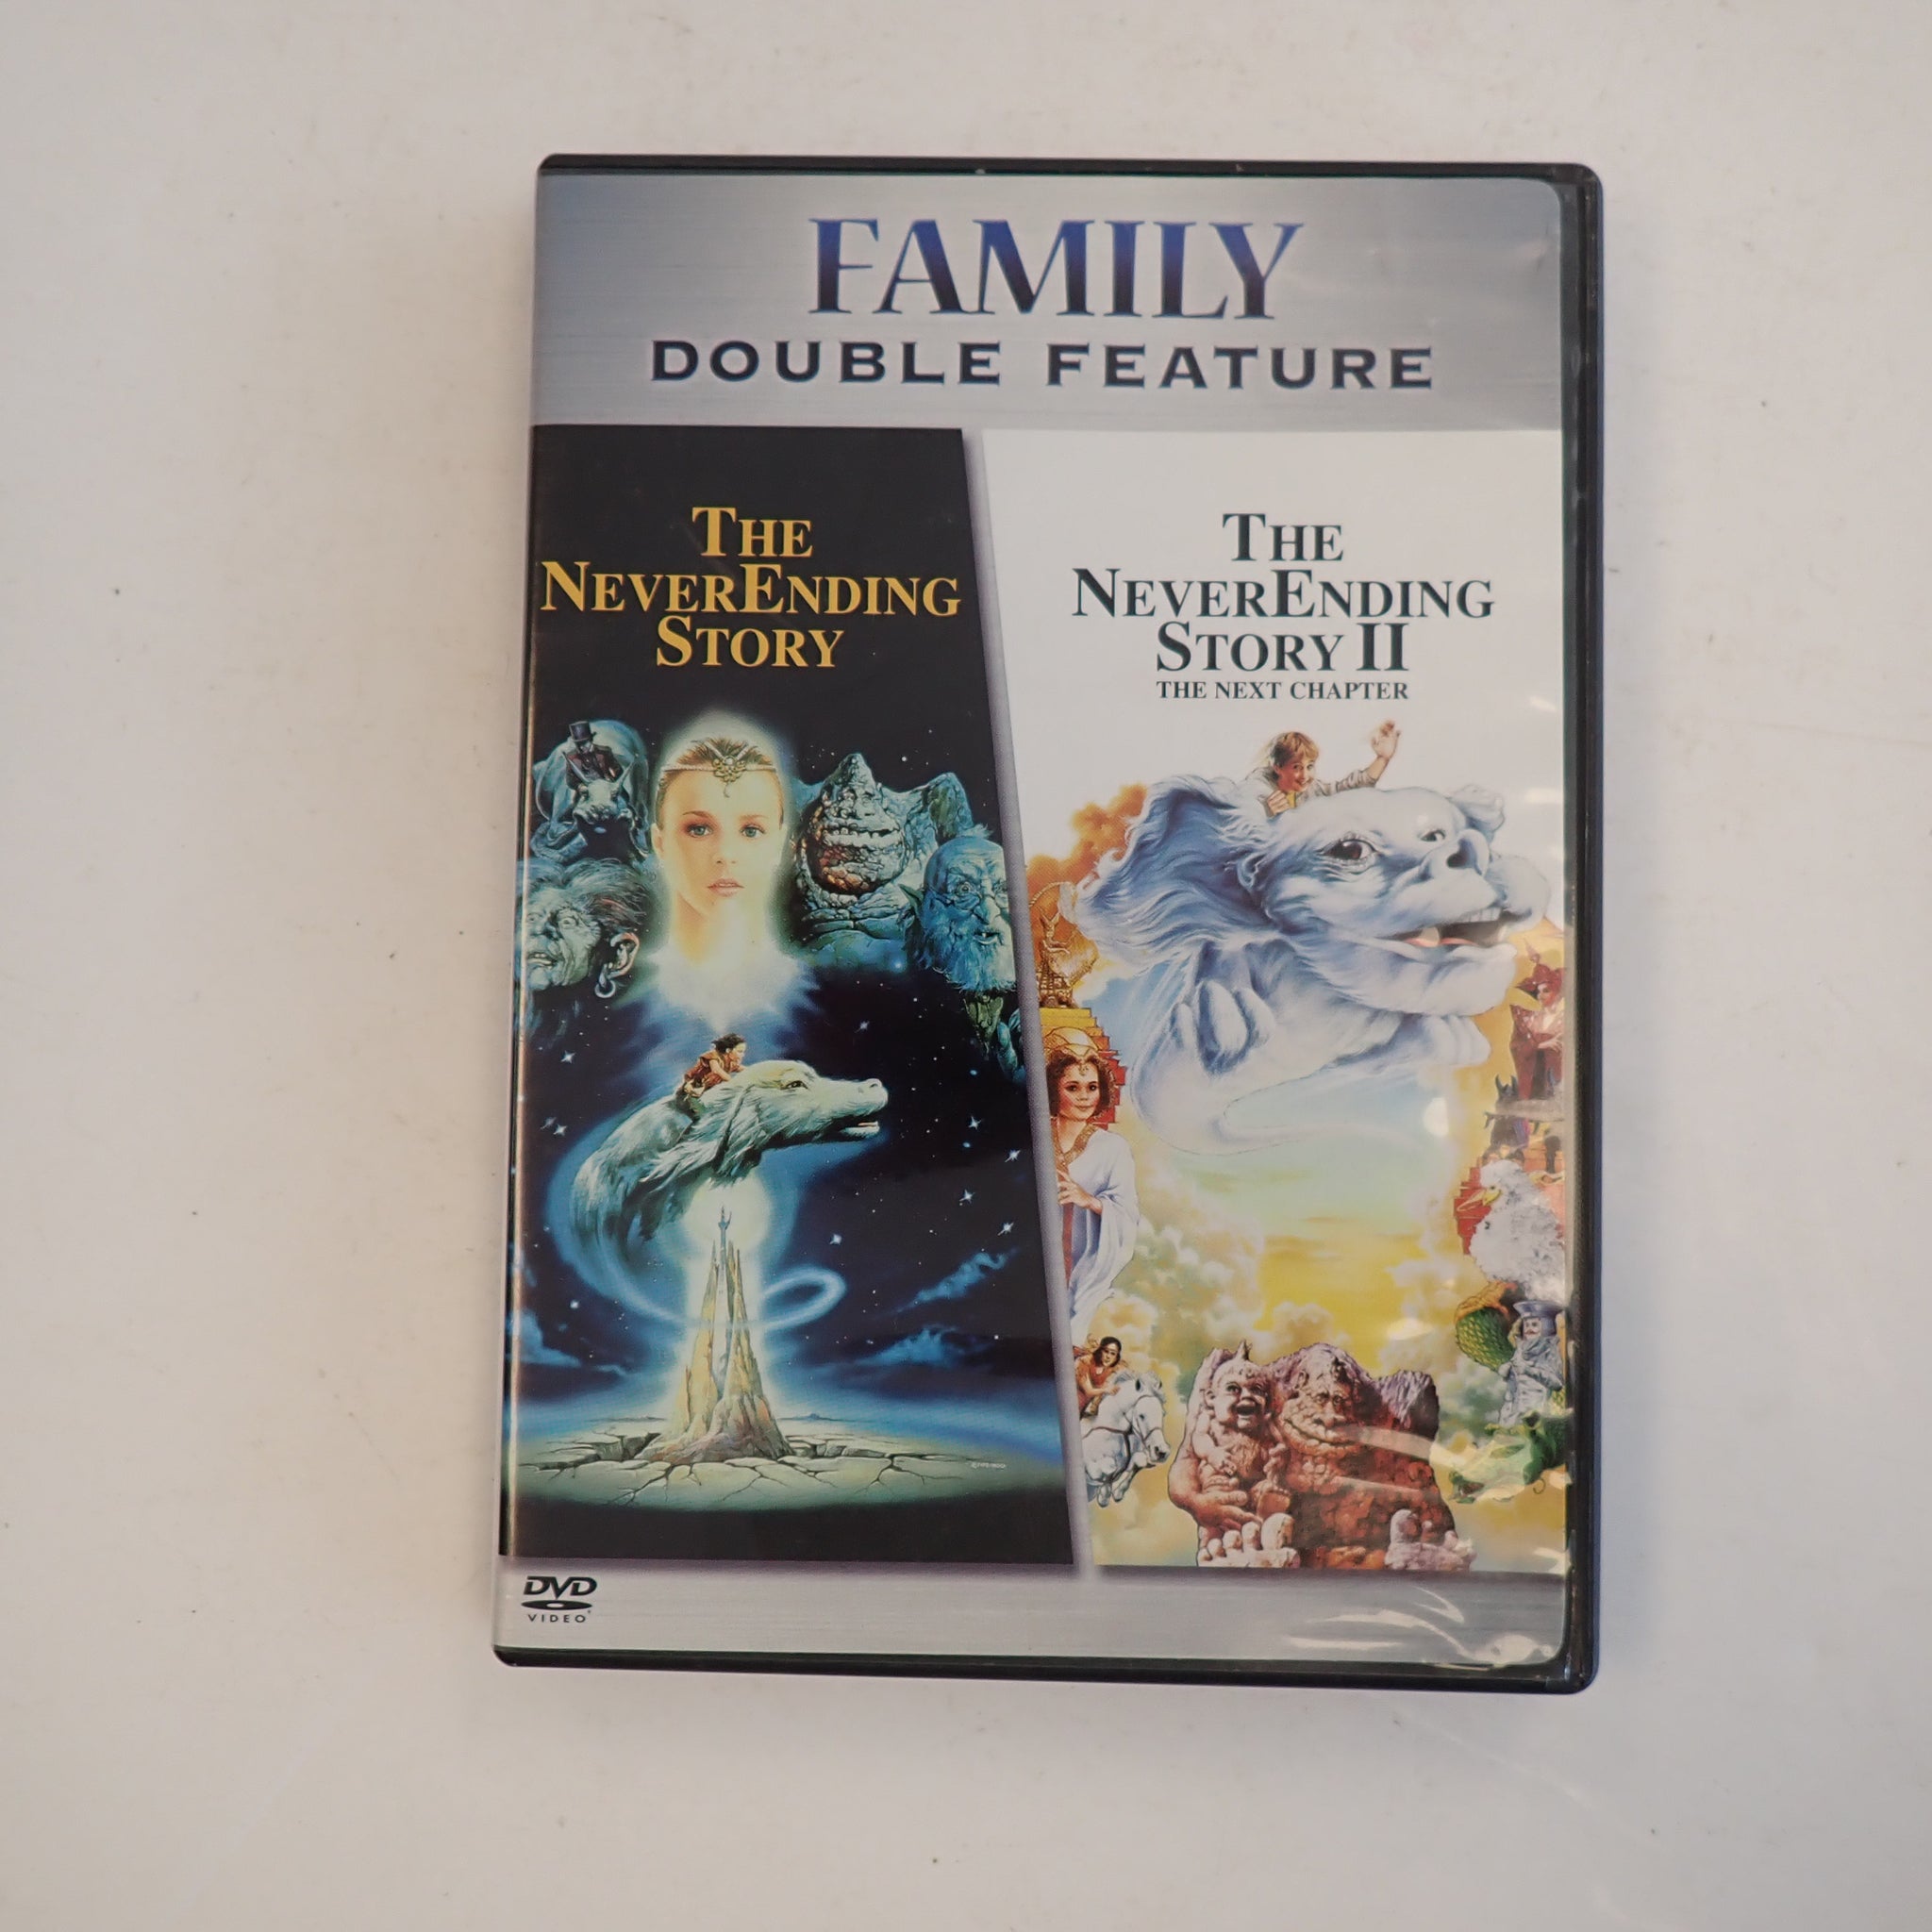 FAMILY
DOUBLE FEATURE
THE
NEVERENDING
STORY
THE
NEVERENDING
STORY II
THE NEXT CHAPTER
DVD
VIDEO